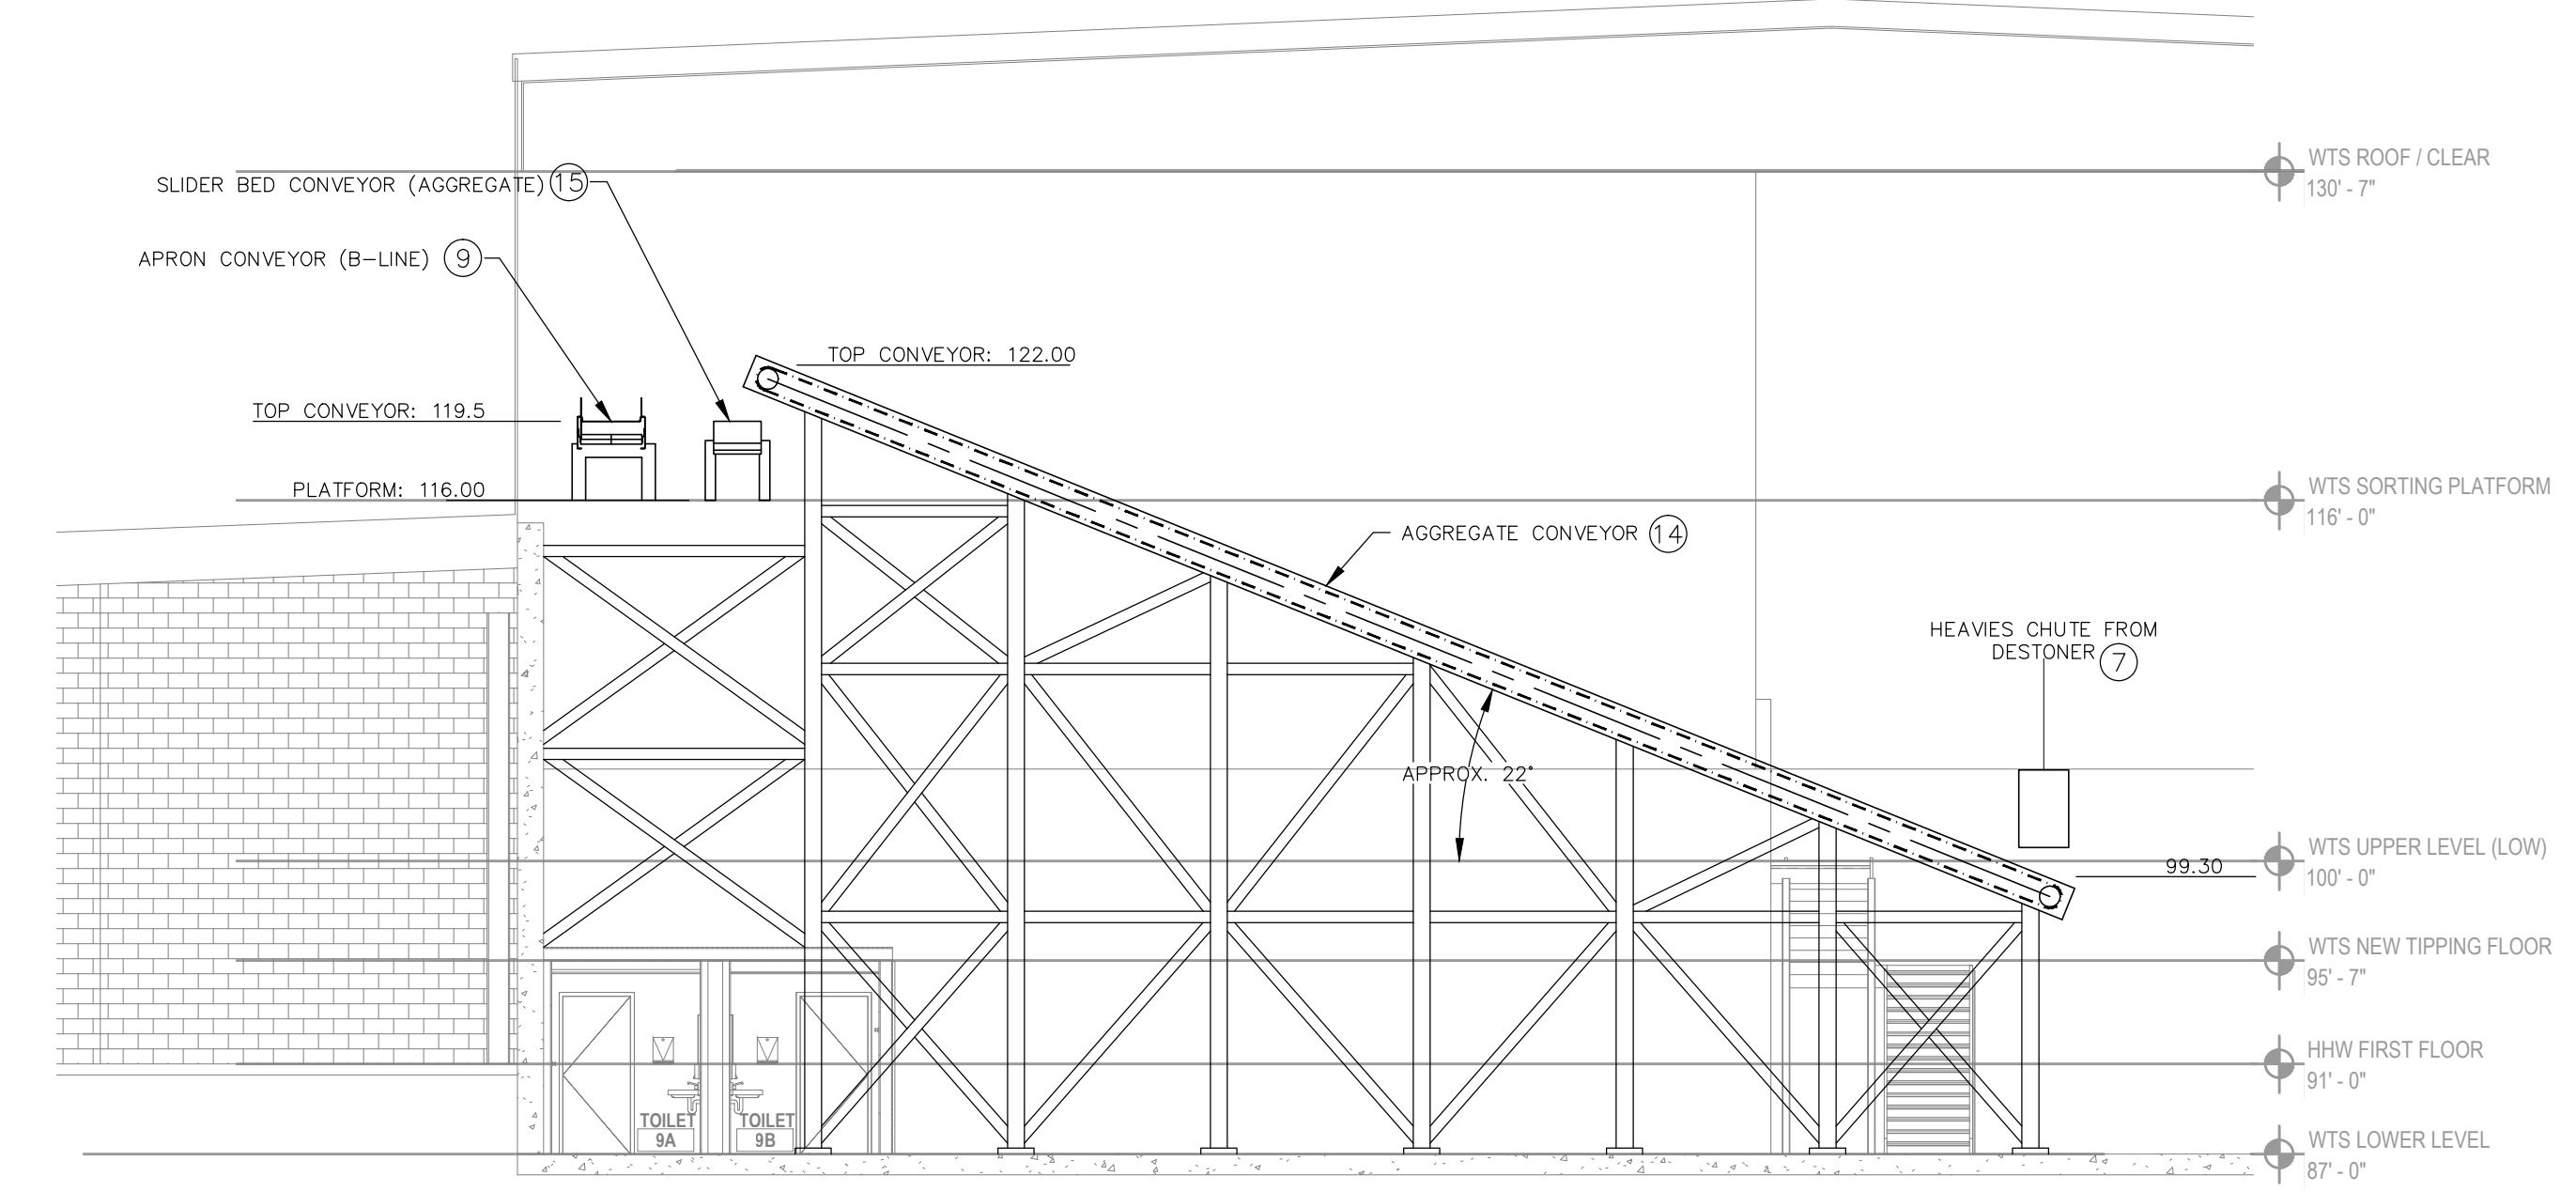 WTS ROOF / CLEAR
130' - 7"
SLIDER BED CONVEYOR (AGGREGATE) 15
APRON CONVEYOR (B-LINE) 9
TOP CONVEYOR: 122.00
TOP CONVEYOR: 119.5
PLATFORM: 116.00
WTS SORTING PLATFORM
116' - 0"
AGGREGATE CONVEYOR 14
HEAVIES CHUTE FROM
DESTONER 7
APPROX. 22°
WTS UPPER LEVEL (LOW)
100' - 0"
99.30
WTS NEW TIPPING FLOOR
95' - 7"
HHW FIRST FLOOR
91' - 0"
TOILET
9A
TOILET
9B
WTS LOWER LEVEL
87' - 0"